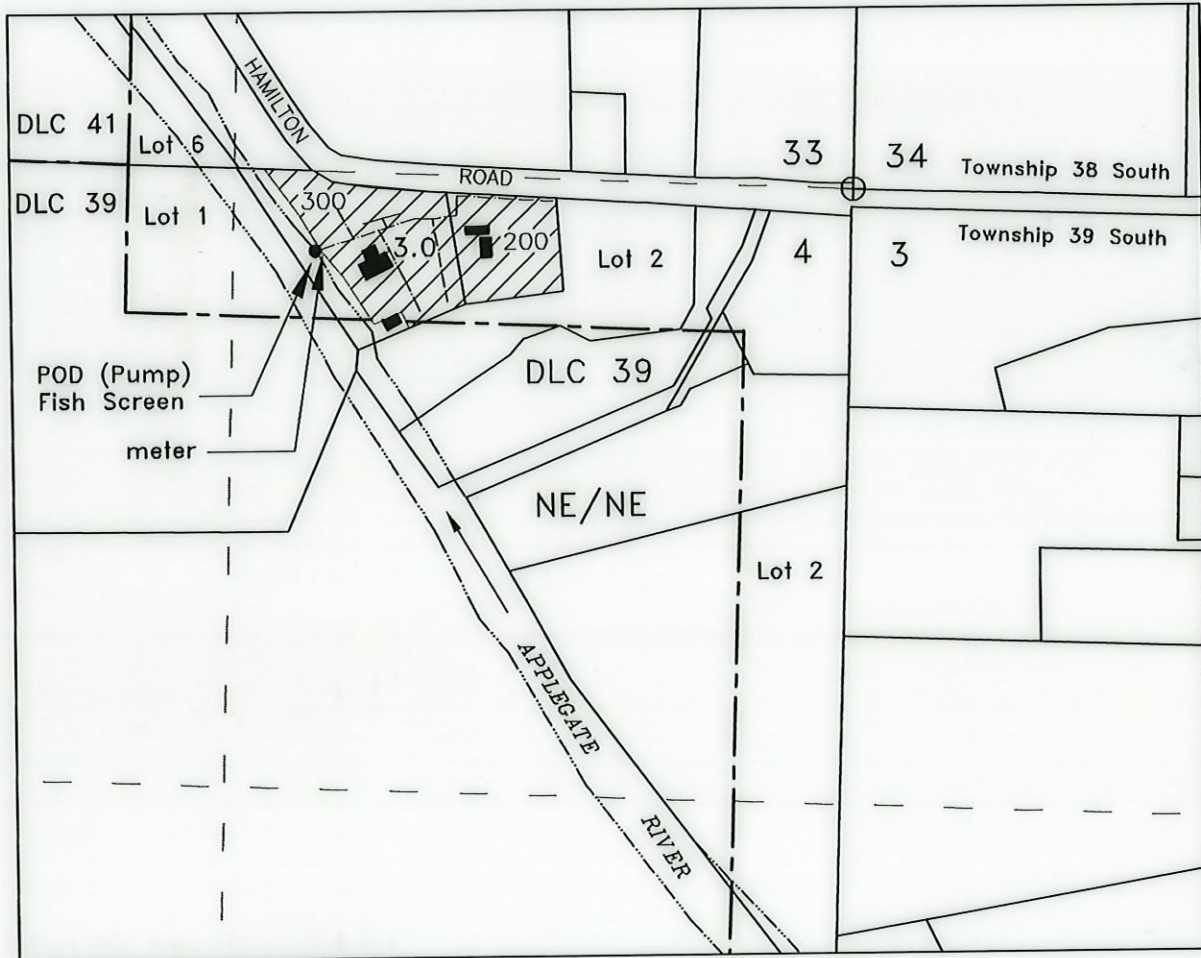 HAMILTON
ROAD
DLC 41
Lot 6
33
34
Township 38 South
DLC 39
Lot 1
300
3.0
200
Lot 2
4
3
Township 39 South
POD (Pump)
Fish Screen
meter
DLC 39
NE/NE
Lot 2
APPLEGATE
RIVER